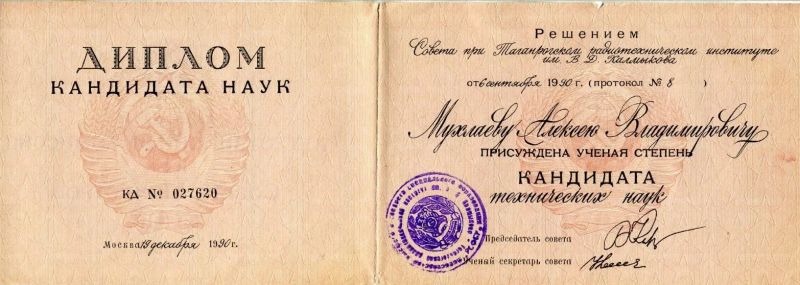 ДИПЛОМ
КАНДИДАТА НАУК
КД № 027620
Москва 19 декабря 1990 г.
Решением
Совета при Таганрогском радиотехническом институте
им. В. Д. Калмыкова
от 6 сентября 1990 г. (протокол № 8 )
Мухлаеву Алексею Владимировичу
ПРИСУЖДЕНА УЧЕНАЯ СТЕПЕНЬ
КАНДИДАТА
технических наук
Председатель совета
Ученый секретарь совета